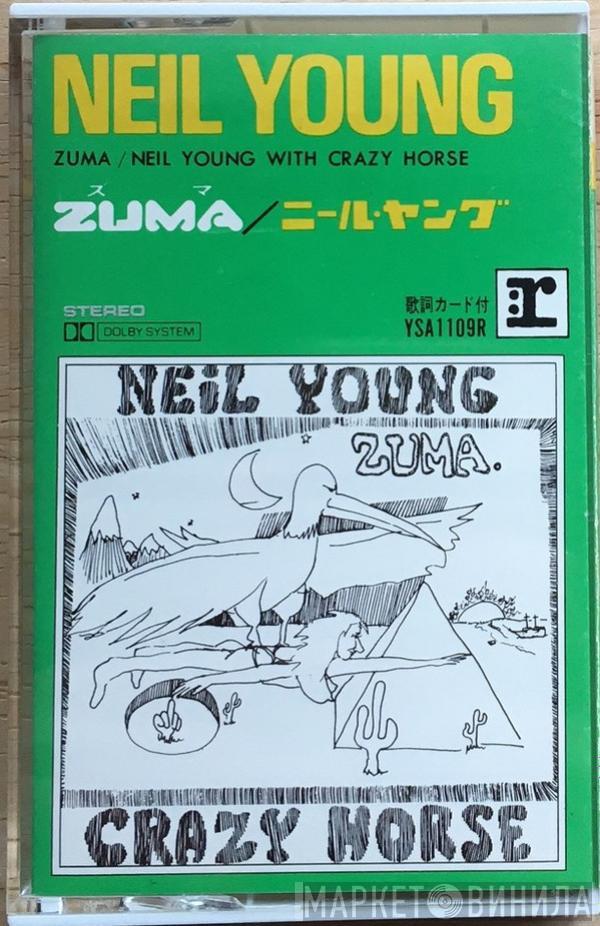 NEIL YOUNG
ZUMA / NEIL YOUNG WITH CRAZY HORSE
ズマ
ZUMA/ニール・ヤング
STEREO
DOLBY SYSTEM
歌詞カード付
YSA1109R
r
NEiL YOUNG
ZUMA.
CRAZY HORSE
МАРКЕТ ВИНИЛА